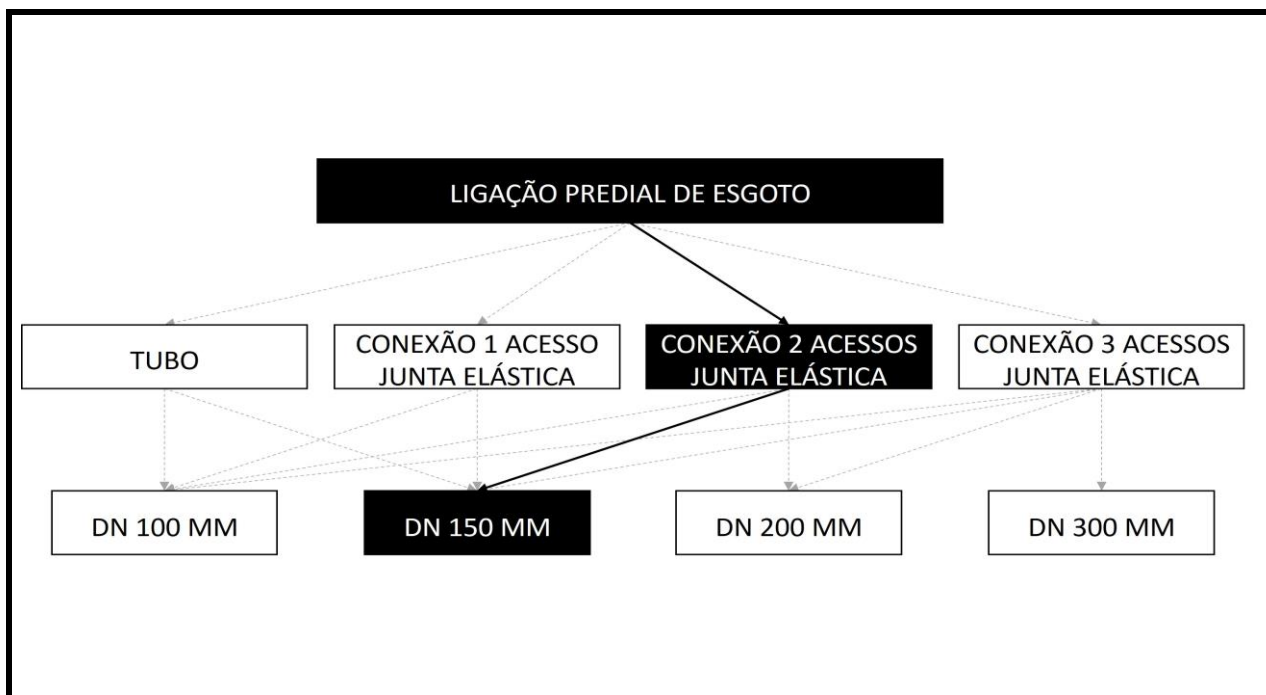 LIGAÇÃO PREDIAL DE ESGOTO
TUBO
CONEXÃO 1 ACESSO
JUNTA ELÁSTICA
CONEXÃO 2 ACESSOS
JUNTA ELÁSTICA
CONEXÃO 3 ACESSOS
JUNTA ELÁSTICA
DN 100 MM
DN 150 MM
DN 200 MM
DN 300 MM